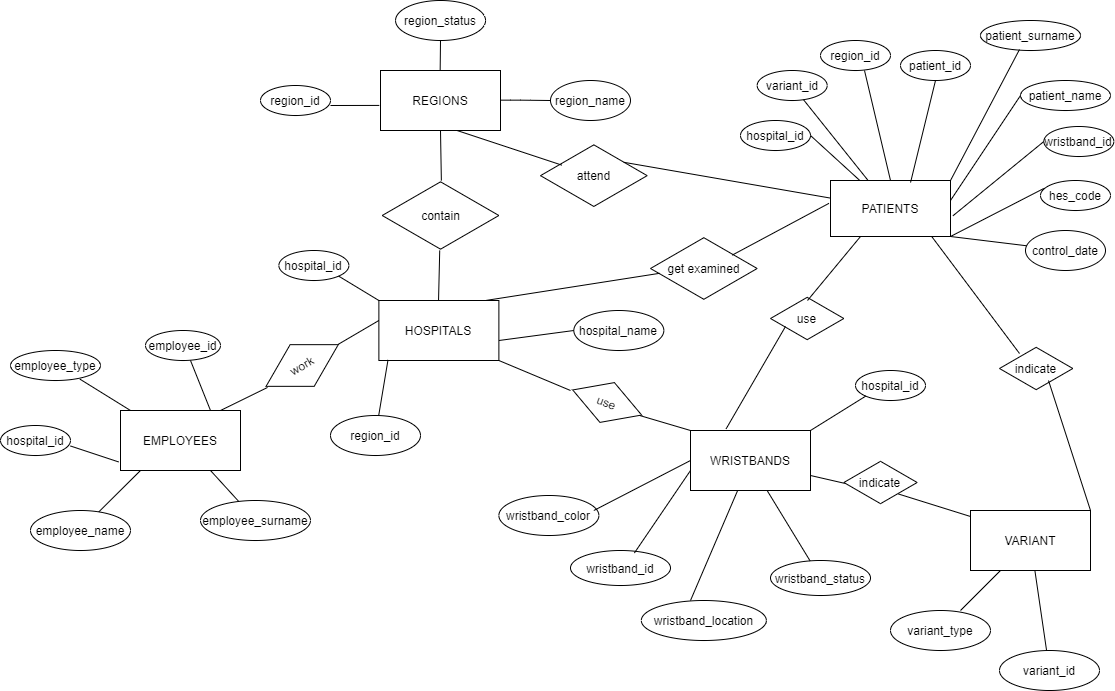 region_status
patient_surname
region_id
patient_id
variant_id
patient_name
region_id
REGIONS
region_name
hospital_id
wristband_id
attend
hes_code
contain
PATIENTS
control_date
hospital_id
get examined
use
HOSPITALS
hospital_name
employee_id
employee_type
work
indicate
hospital_id
use
region_id
hospital_id
EMPLOYEES
WRISTBANDS
indicate
wristband_color
employee_name
employee_surname
VARIANT
wristband_id
wristband_status
wristband_location
variant_type
variant_id